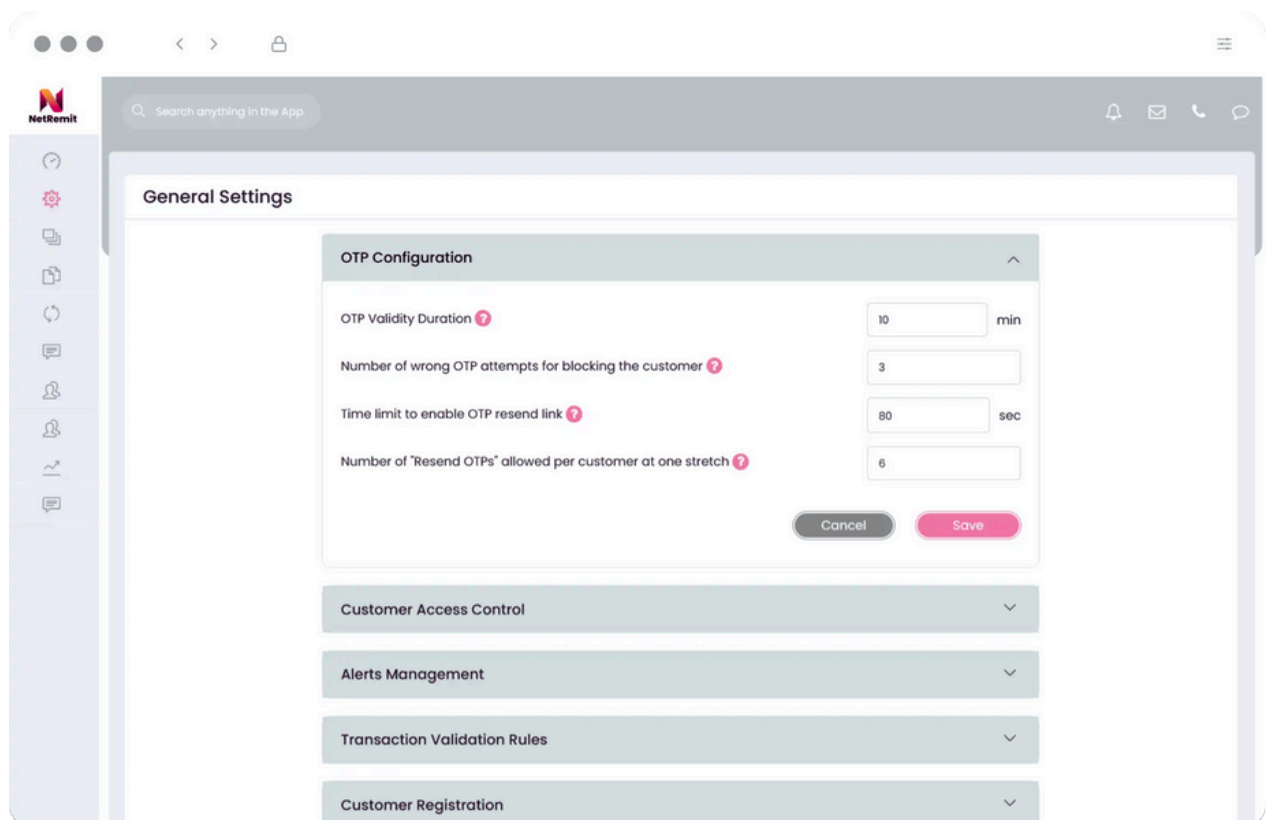 NetRemit
Search anything in the App
General Settings
OTP Configuration
OTP Validity Duration ? 10 min
Number of wrong OTP attempts for blocking the customer ? 3
Time limit to enable OTP resend link ? 80 sec
Number of "Resend OTPs" allowed per customer at one stretch ? 6
Cancel Save
Customer Access Control
Alerts Management
Transaction Validation Rules
Customer Registration